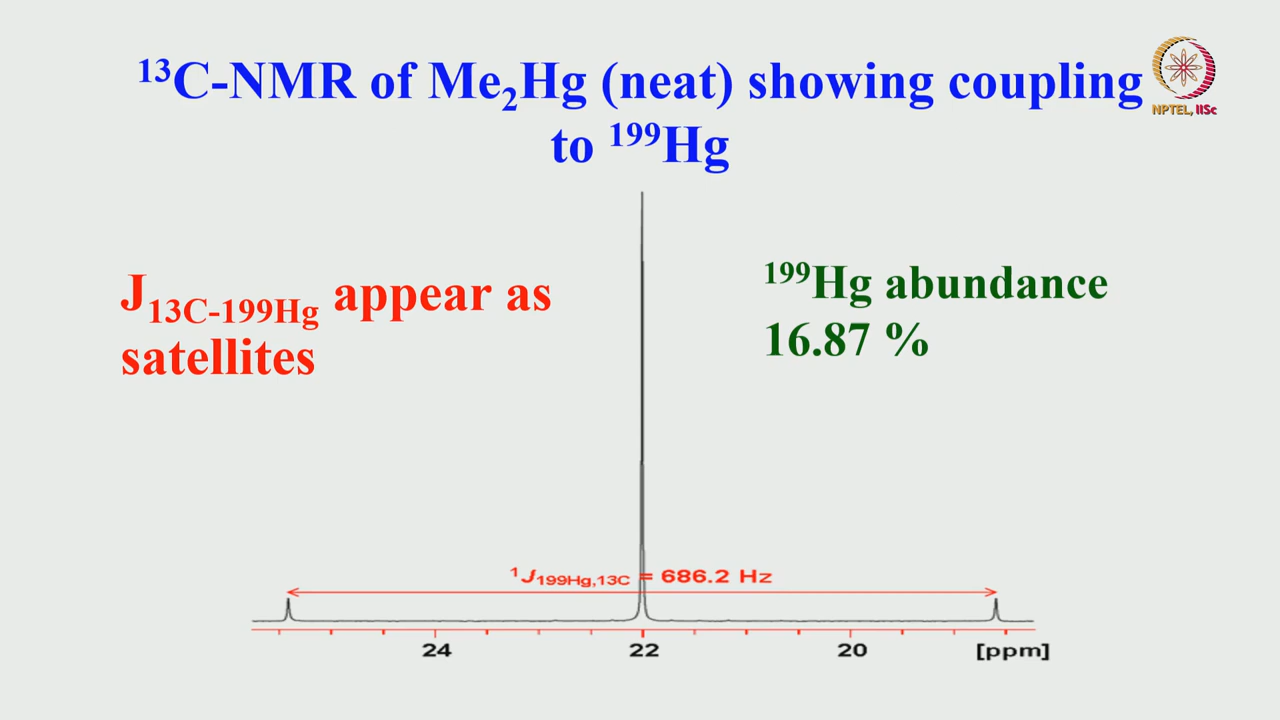 ¹³C-NMR of Me₂Hg (neat) showing coupling
to ¹⁹⁹Hg
NPTEL, IISc
J₁₃C-₁₉₉Hg appear as
satellites
¹⁹⁹Hg abundance
16.87 %
¹J₁₉₉Hg,₁₃C = 686.2 Hz
24 22 20 [ppm]